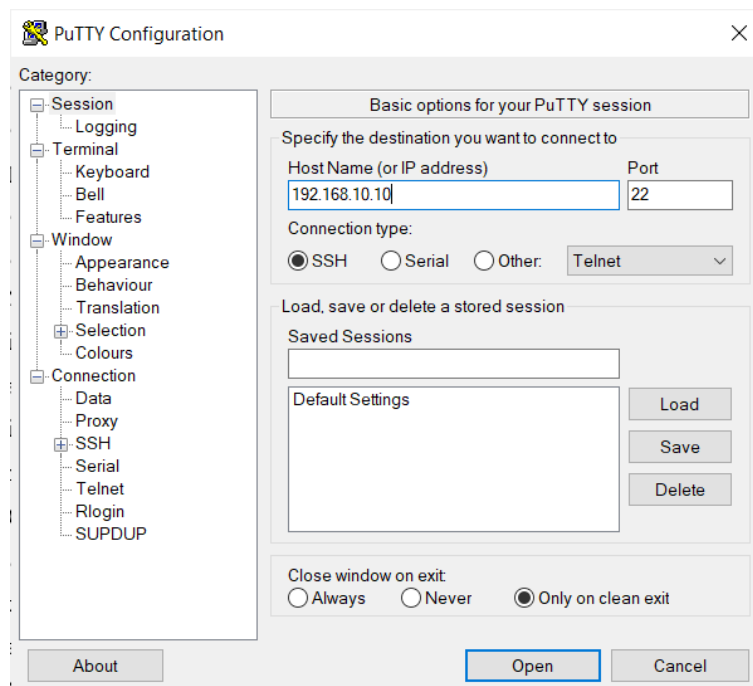 PuTTY Configuration
Category:
Session
Logging
Terminal
Keyboard
Bell
Features
Window
Appearance
Behaviour
Translation
Selection
Colours
Connection
Data
Proxy
SSH
Serial
Telnet
Rlogin
SUPDUP
Basic options for your PuTTY session
Specify the destination you want to connect to
Host Name (or IP address) Port
192.168.10.10 22
Connection type:
SSH Serial Other: Telnet
Load, save or delete a stored session
Saved Sessions
Default Settings
Load
Save
Delete
Close window on exit:
Always Never Only on clean exit
About Open Cancel